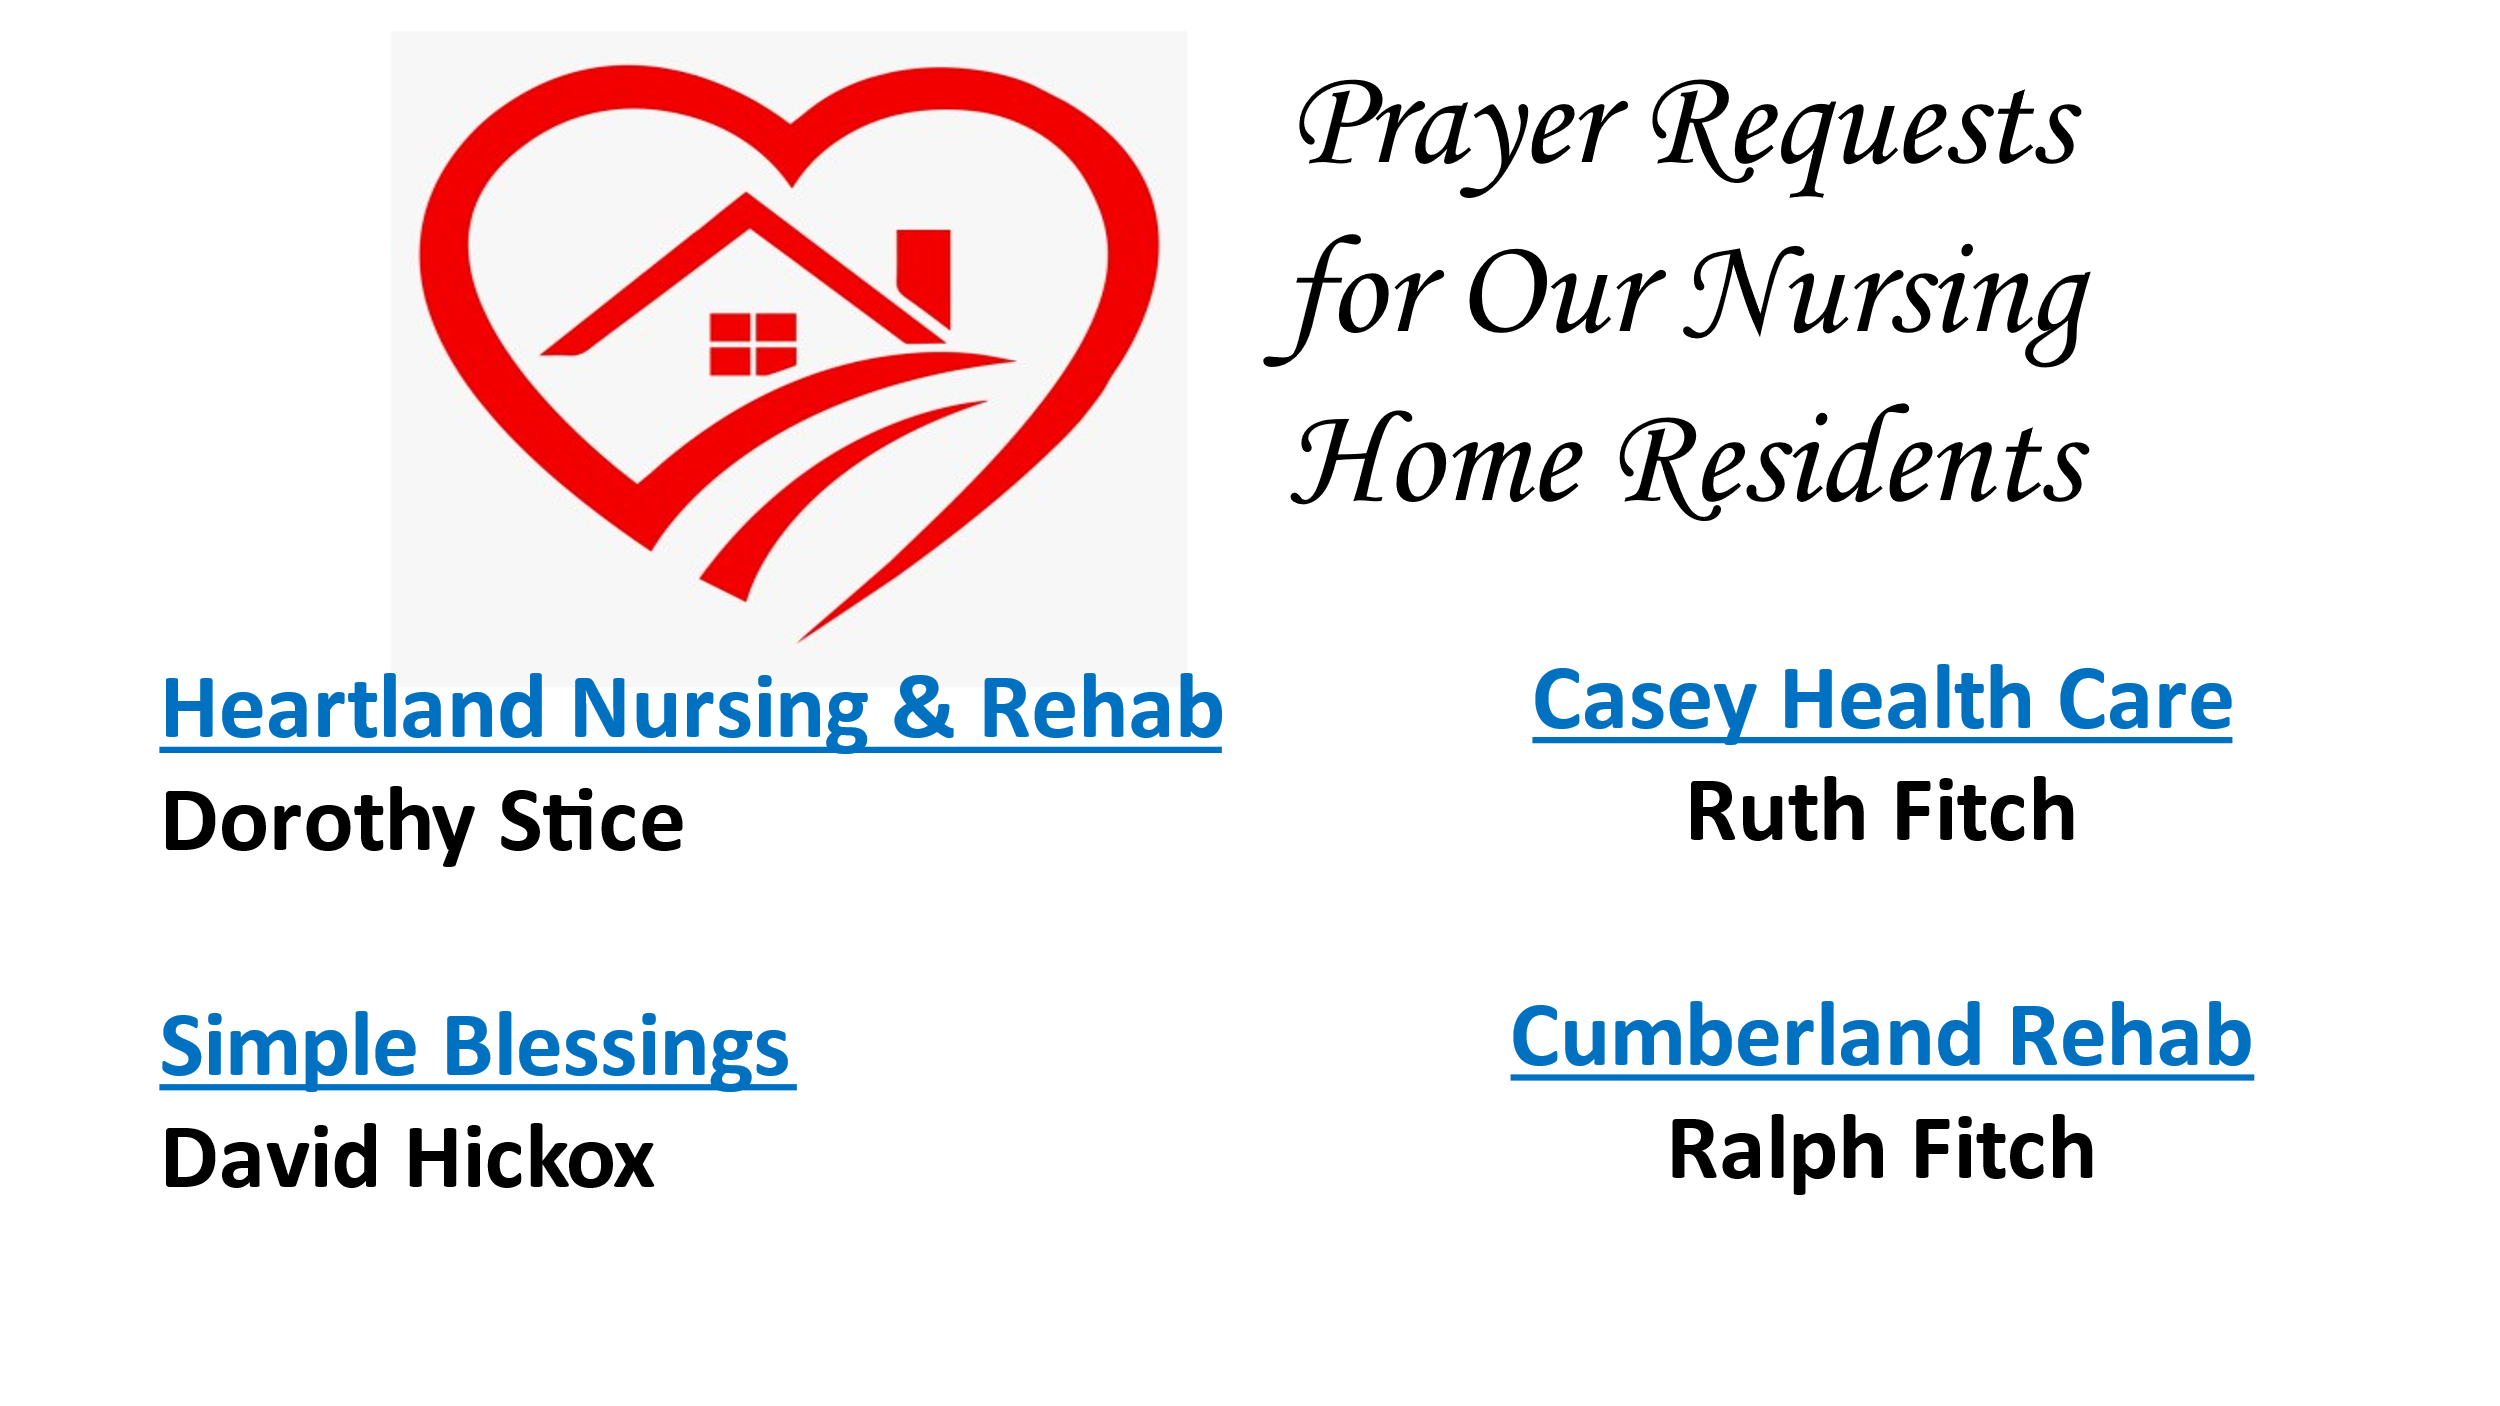 Prayer Requests
for Our Nursing
Home Residents
Heartland Nursing & Rehab
Dorothy Stice
Casey Health Care
Ruth Fitch
Simple Blessings
David Hickox
Cumberland Rehab
Ralph Fitch